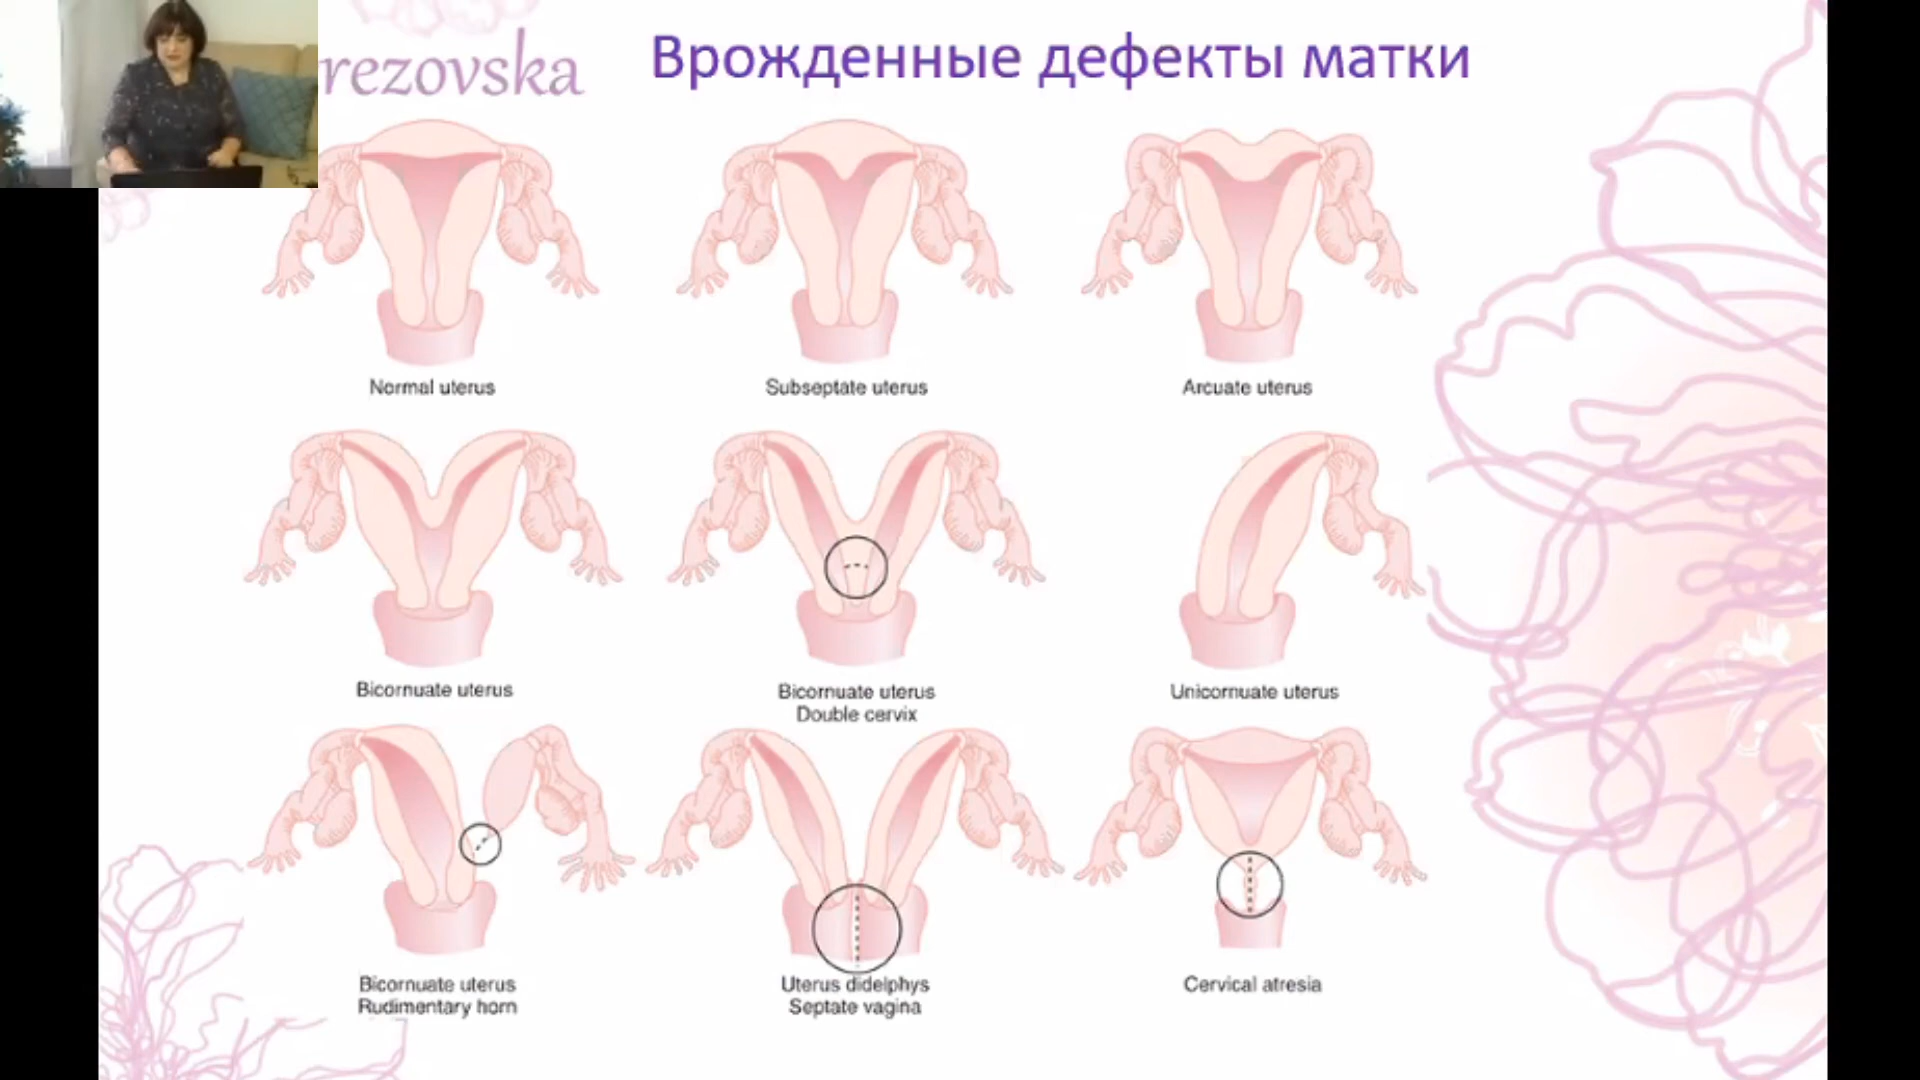 rezovska
Врожденные дефекты матки
Normal uterus
Subseptate uterus
Arcuate uterus
Bicornuate uterus
Bicornuate uterus
Double cervix
Unicornuate uterus
Bicornuate uterus
Rudimentary horn
Uterus didelphys
Septate vagina
Cervical atresia